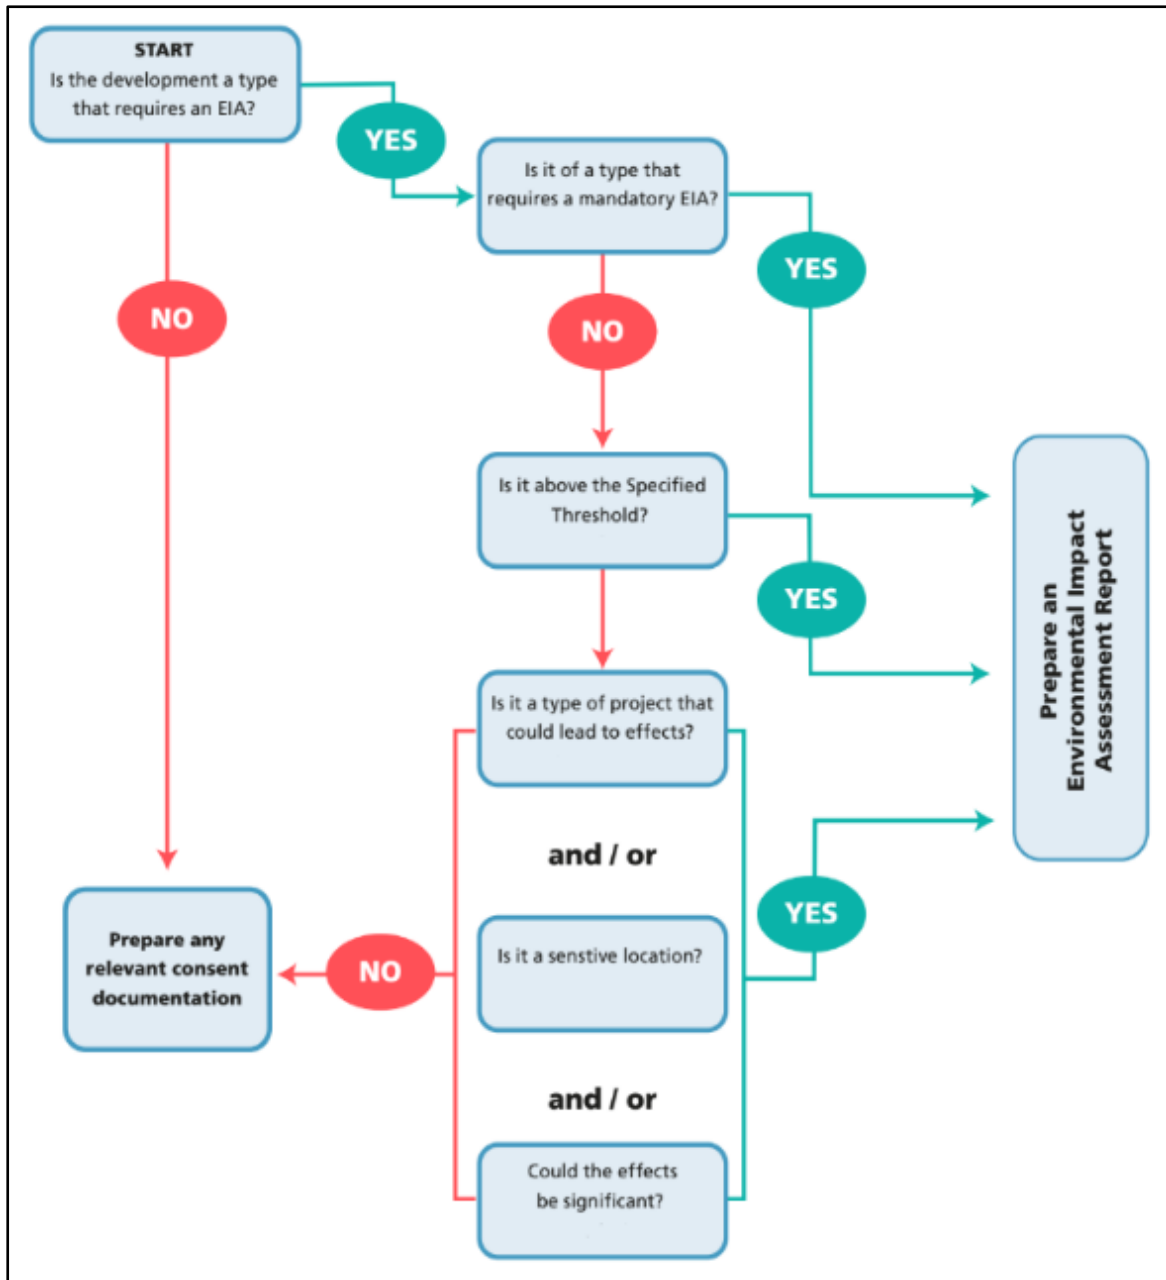 START
Is the development a type
that requires an EIA?
YES
Is it of a type that
requires a mandatory EIA?
YES
NO
NO
Is it above the Specified
Threshold?
YES
Prepare an
Environmental Impact
Assessment Report
Is it a type of project that
could lead to effects?
and / or
YES
Prepare any
relevant consent
documentation
NO
Is it a senstive location?
and / or
Could the effects
be significant?